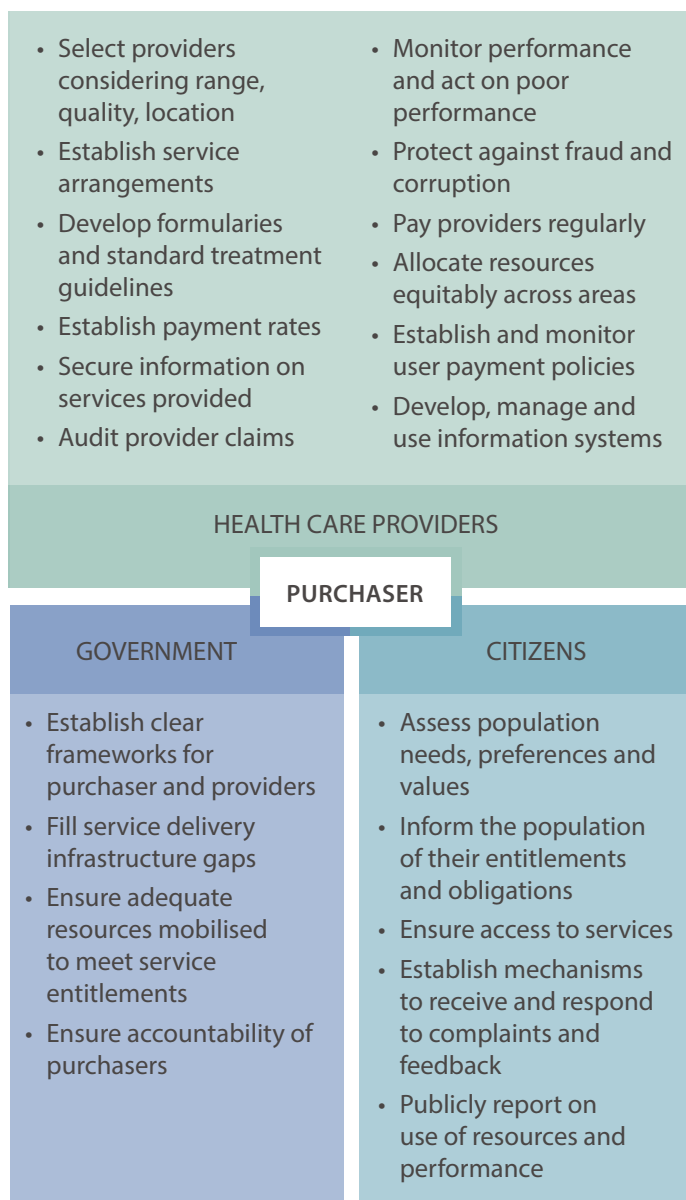 • Select providers
considering range,
quality, location
• Establish service
arrangements
• Develop formularies
and standard treatment
guidelines
• Establish payment rates
• Secure information on
services provided
• Audit provider claims
• Monitor performance
and act on poor
performance
• Protect against fraud and
corruption
• Pay providers regularly
• Allocate resources
equitably across areas
• Establish and monitor
user payment policies
• Develop, manage and
use information systems
HEALTH CARE PROVIDERS
PURCHASER
GOVERNMENT
• Establish clear
frameworks for
purchaser and providers
• Fill service delivery
infrastructure gaps
• Ensure adequate
resources mobilised
to meet service
entitlements
• Ensure accountability of
purchasers
CITIZENS
• Assess population
needs, preferences and
values
• Inform the population
of their entitlements
and obligations
• Ensure access to services
• Establish mechanisms
to receive and respond
to complaints and
feedback
• Publicly report on
use of resources and
performance